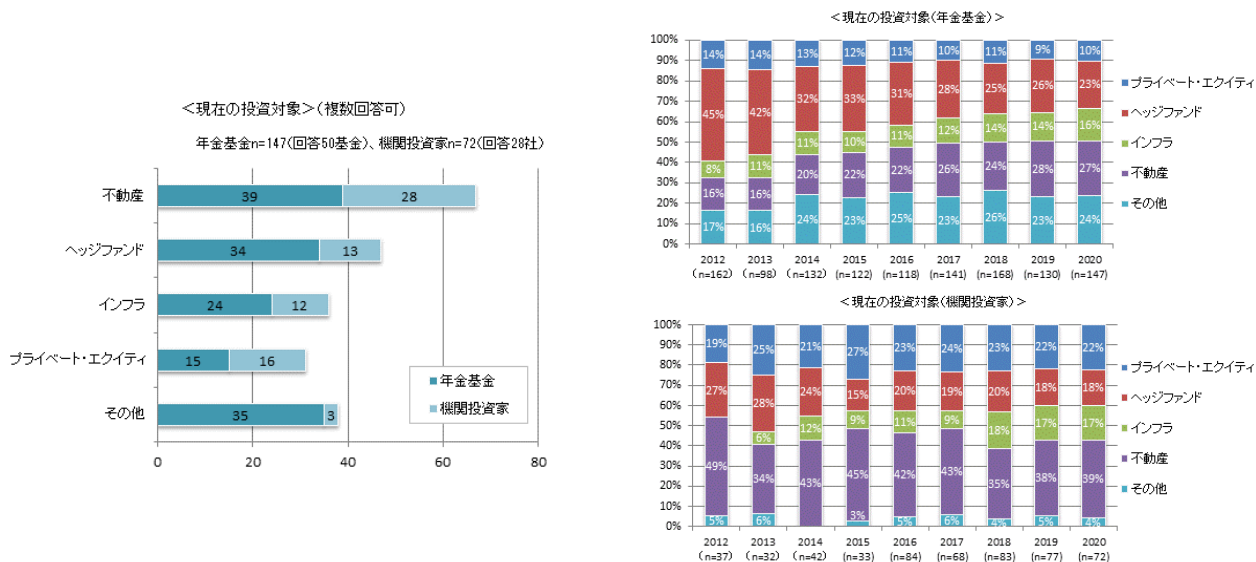 <現在の投資対象>(複数回答可)
年金基金n=147(回答50基金)、機関投資家n=72(回答28社)
不動産 39 28
ヘッジファンド 34 13
インフラ 24 12
プライベート・エクイティ 15 16
その他 35 3
年金基金
機関投資家
0 20 40 60 80
<現在の投資対象(年金基金)>
100%
90%
80%
70%
60%
50%
40%
30%
20%
10%
0%
14% 14% 13% 12% 11% 10% 11% 9% 10%
45% 42% 32% 33% 31% 28% 25% 26% 23%
8% 11% 11% 10% 11% 12% 14% 14% 16%
16% 16% 20% 22% 22% 26% 24% 28% 27%
17% 16% 24% 23% 25% 23% 26% 23% 24%
2012 2013 2014 2015 2016 2017 2018 2019 2020
(n=162) (n=98) (n=132) (n=122) (n=118) (n=141) (n=168) (n=130) (n=147)
プライベート・エクイティ
ヘッジファンド
インフラ
不動産
その他
<現在の投資対象(機関投資家)>
100%
90%
80%
70%
60%
50%
40%
30%
20%
10%
0%
19% 25% 21% 27% 23% 24% 23% 22% 22%
27% 28% 24% 15% 20% 19% 20% 18% 18%
6% 12% 9% 11% 9% 18% 17% 17%
49% 34% 43% 45% 42% 43% 35% 38% 39%
5% 6% 3% 5% 6% 4% 5% 4%
2012 2013 2014 2015 2016 2017 2018 2019 2020
(n=37) (n=32) (n=42) (n=33) (n=84) (n=68) (n=83) (n=77) (n=72)
プライベート・エクイティ
ヘッジファンド
インフラ
不動産
その他